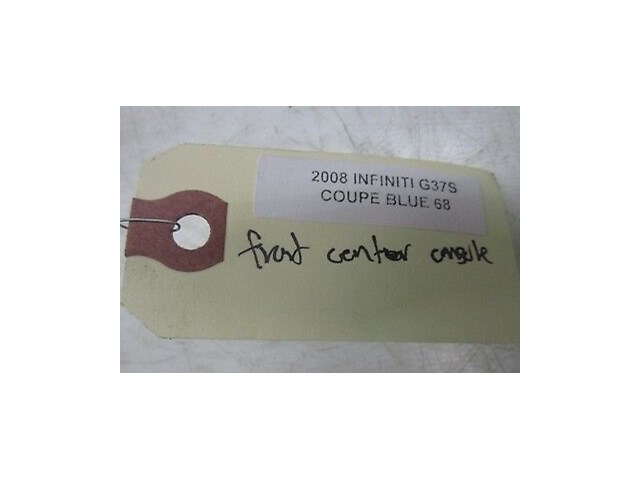 2008 INFINITI G37S
COUPE BLUE 68
front center console